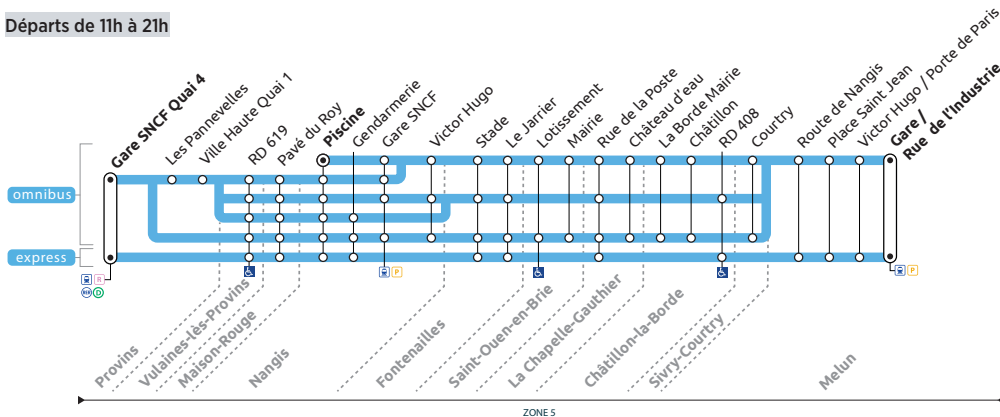 Départs de 11h à 21h
Gare SNCF Quai 4
Les Pannevelles
Ville Haute Quai 1
RD 619
Pavé du Roy
Piscine
Gendarmerie
Gare SNCF
Victor Hugo
Stade
Le Jarrier
Lotissement
Mairie
Rue de la Poste
Château d'eau
La Borde Mairie
Châtillon
RD 408
Courtry
Route de Nangis
Place Saint Jean
Victor Hugo / Porte de Paris
Gare /
Rue de l'Industrie
omnibus
express
R
RER D
P
P
Provins
Vulaines-lès-Provins
Maison-Rouge
Nangis
Fontenailles
Saint-Ouen-en-Brie
La Chapelle-Gauthier
Châtillon-la-Borde
Sivry-Courtry
Melun
ZONE 5